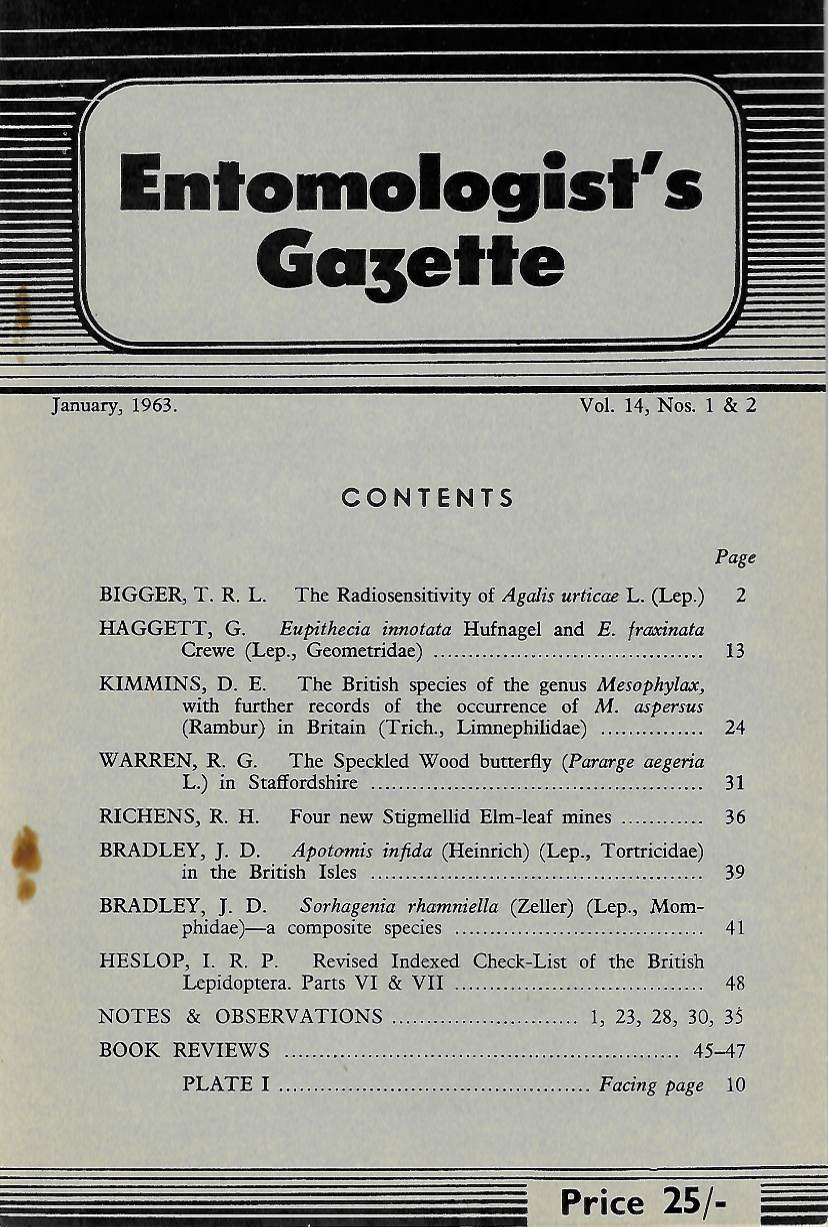 Entomologist's
Gazette
January, 1963. Vol. 14, Nos. 1 & 2
CONTENTS
Page
BIGGER, T. R. L. The Radiosensitivity of Agalis urticae L. (Lep.) 2
HAGGETT, G. Eupithecia innotata Hufnagel and E. fraxinata
Crewe (Lep., Geometridae) ....................................... 13
KIMMINS, D. E. The British species of the genus Mesophylax,
with further records of the occurrence of M. aspersus
(Rambur) in Britain (Trich., Limnephilidae) ............... 24
WARREN, R. G. The Speckled Wood butterfly (Pararge aegeria
L.) in Staffordshire ................................................ 31
RICHENS, R. H. Four new Stigmellid Elm-leaf mines ............ 36
BRADLEY, J. D. Apotomis infida (Heinrich) (Lep., Tortricidae)
in the British Isles ................................................ 39
BRADLEY, J. D. Sorhagenia rhamniella (Zeller) (Lep., Mom-
phidae)—a composite species .................................... 41
HESLOP, I. R. P. Revised Indexed Check-List of the British
Lepidoptera. Parts VI & VII .................................... 48
NOTES & OBSERVATIONS ........................... 1, 23, 28, 30, 35
BOOK REVIEWS ......................................................... 45–47
PLATE I ............................................. Facing page 10
Price 25/-